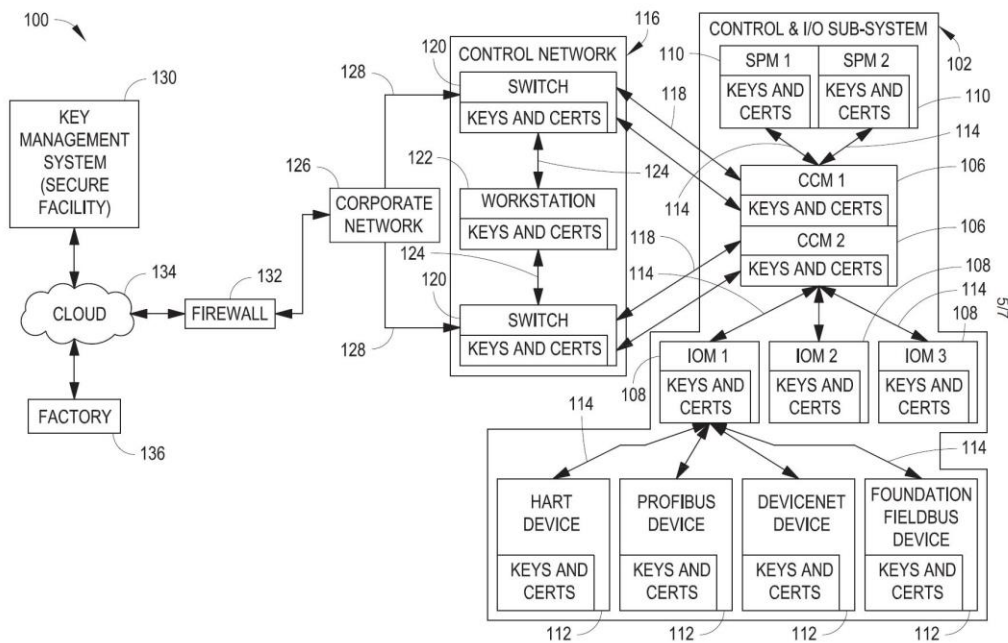 100
130
KEY
MANAGEMENT
SYSTEM
(SECURE
FACILITY)
134
CLOUD
132
FIREWALL
FACTORY
136
126
CORPORATE
NETWORK
128
128
116
CONTROL NETWORK
120
SWITCH
KEYS AND CERTS
124
122
WORKSTATION
KEYS AND CERTS
124
120
SWITCH
KEYS AND CERTS
118
118
CONTROL & I/O SUB-SYSTEM
102
110
SPM 1
KEYS AND
CERTS
SPM 2
KEYS AND
CERTS
110
114
114
106
CCM 1
KEYS AND CERTS
106
CCM 2
KEYS AND CERTS
114
108
114
108
IOM 1
KEYS AND
CERTS
108
IOM 2
KEYS AND
CERTS
IOM 3
KEYS AND
CERTS
114
114
HART
DEVICE
KEYS AND
CERTS
112
PROFIBUS
DEVICE
KEYS AND
CERTS
112
DEVICENET
DEVICE
KEYS AND
CERTS
112
FOUNDATION
FIELDBUS
DEVICE
KEYS AND
CERTS
112
5/7